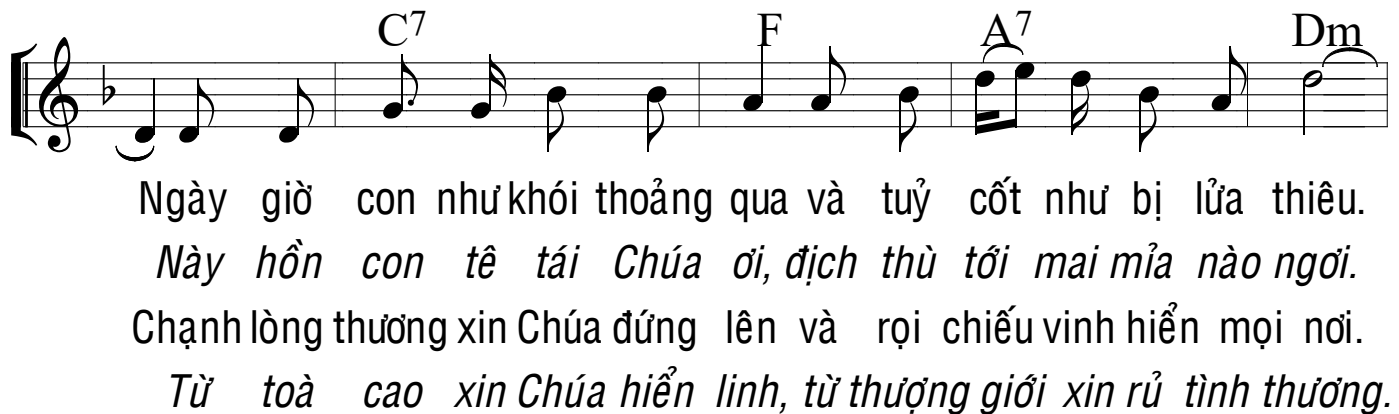 C7 F A7 Dm
Ngày giờ con như khói thoảng qua và tuỷ cốt như bị lửa thiêu.
Này hồn con tê tái Chúa ơi, địch thù tới mai mỉa nào ngơi.
Chạnh lòng thương xin Chúa đứng lên và rọi chiếu vinh hiển mọi nơi.
Từ toà cao xin Chúa hiển linh, từ thượng giới xin rủ tình thương.